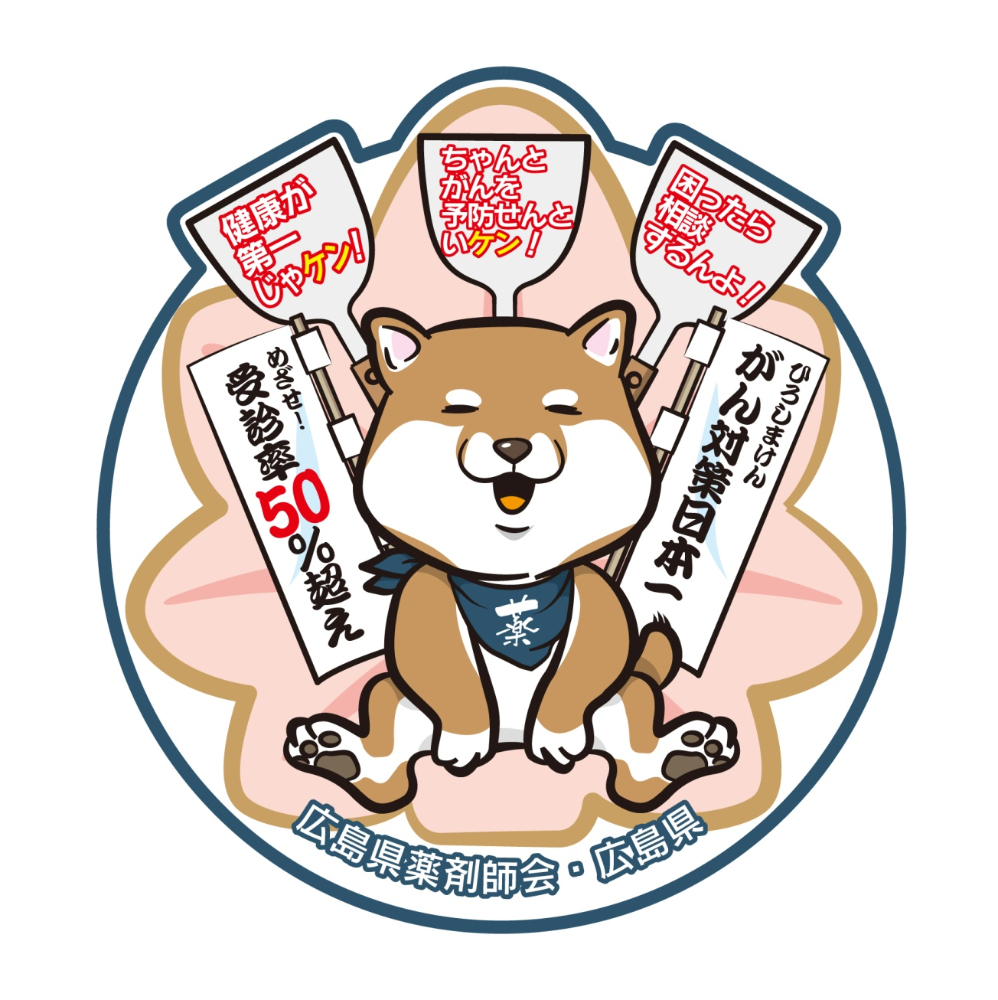 健康が
第一
じゃケン!
ちゃんと
がんを
予防せんと
いケン!
困ったら
相談
するんよ!
めざせ!
受診率50%超え
ひろしまけん
がん対策日本一
薬
広島県薬剤師会・広島県